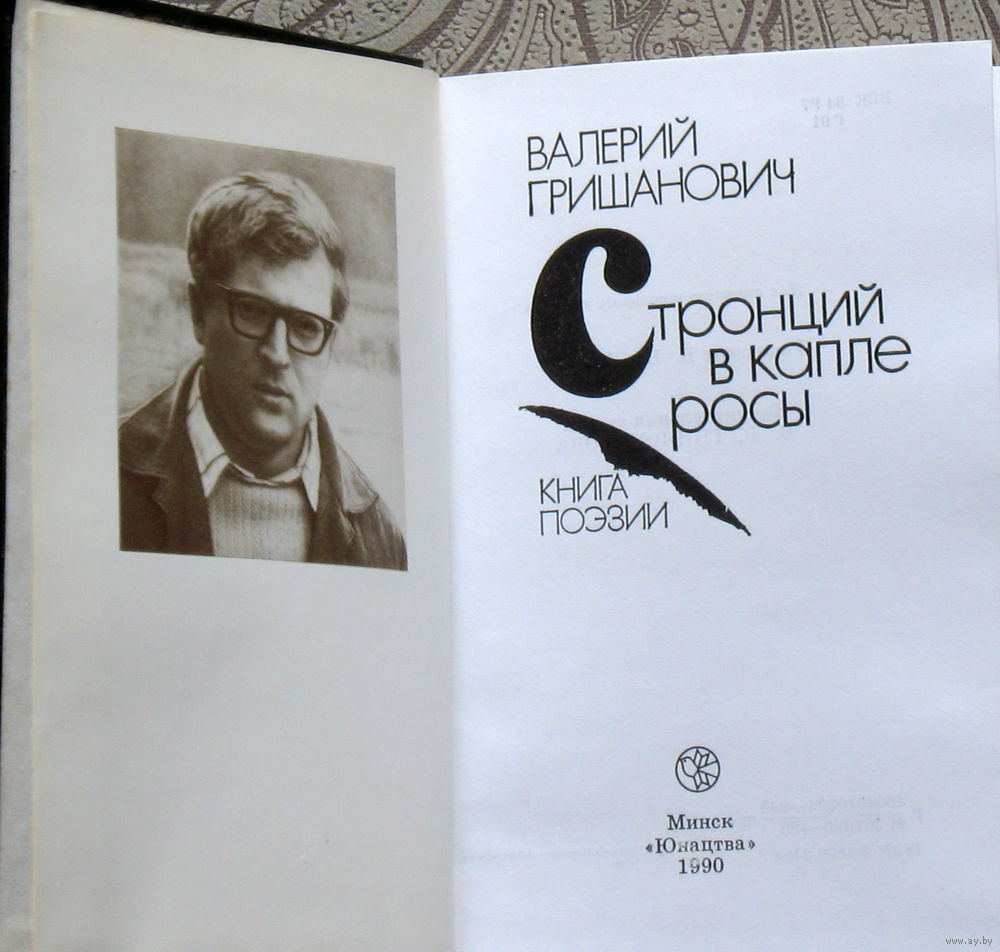 ВАЛЕРИЙ
ГРИШАНОВИЧ
Стронций
в капле
росы
КНИГА
ПОЭЗИИ
Минск
«Юнацтва»
1990
www.ay.by